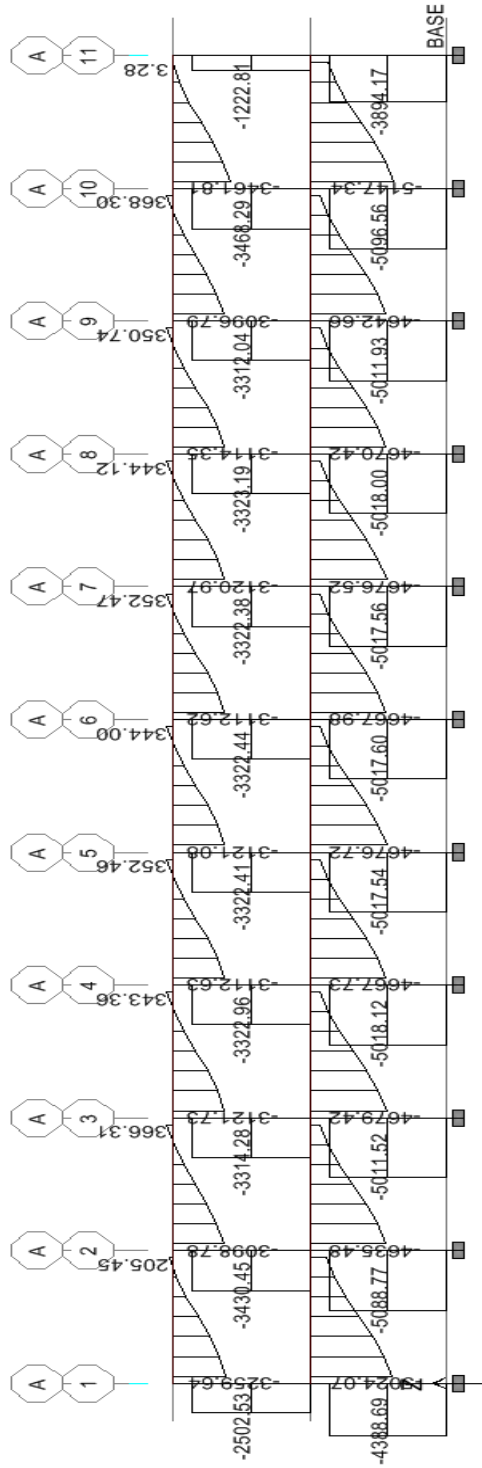 A A A A A A A A A A A
1 2 3 4 5 6 7 8 9 10 11
205.45 366.31 343.36 352.46 344.00 352.47 344.12 350.74 368.30 3.28
-3259.64 -3098.78 -3121.73 -3112.63 -3121.08 -3112.62 -3120.97 -3114.35 -3096.79 -3461.81
-2502.53 -3430.45 -3314.28 -3322.96 -3322.41 -3322.44 -3322.38 -3323.19 -3312.04 -3468.29 -1222.81
-4635.48 -4679.42 -4667.73 -4676.72 -4667.98 -4676.52 -4670.42 -4642.66 -5147.34
-4388.69 -5088.77 -5011.52 -5018.12 -5017.54 -5017.60 -5017.56 -5018.00 -5011.93 -5096.56 -3894.17
BASE